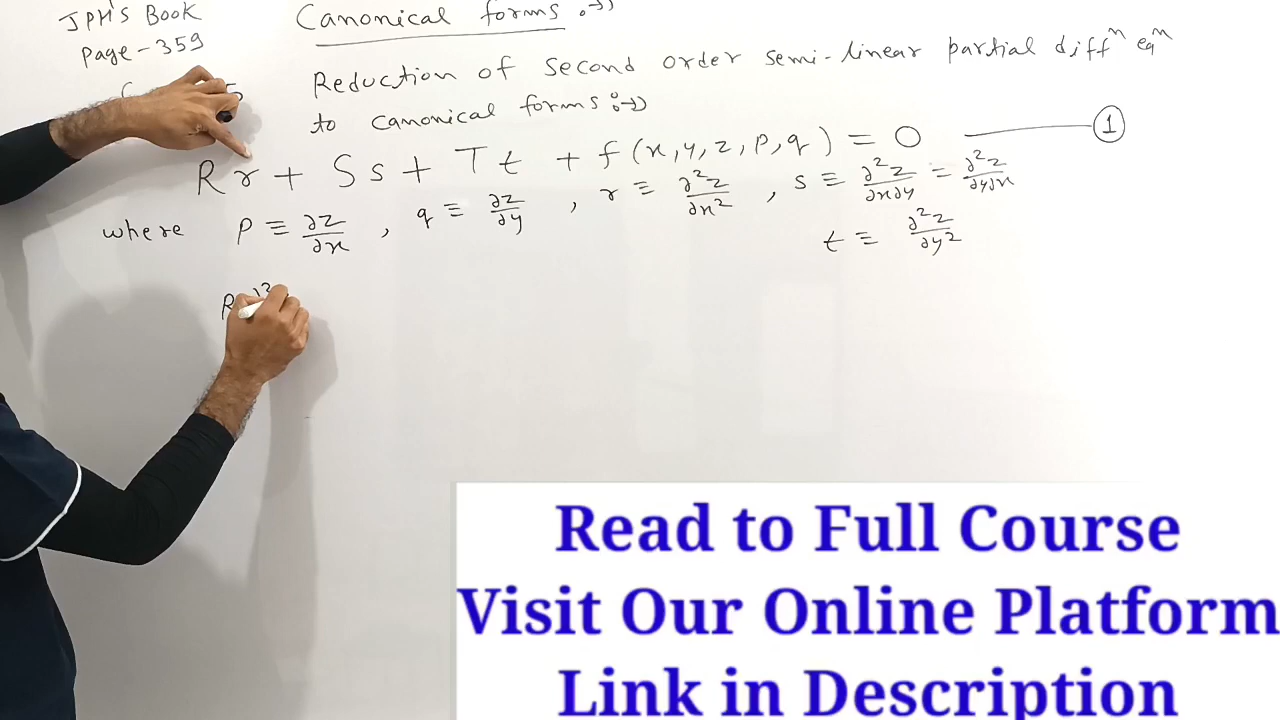 JPH's Book
Page-359
Canonical forms :→
Reduction of second order semi-linear partial diffⁿ eqⁿ
to canonical forms :→
Rr + Ss + Tt + f(x,y,z,p,q) = 0 ——— ①
where p ≡ ∂z/∂x , q ≡ ∂z/∂y , r ≡ ∂²z/∂x² , s ≡ ∂²z/∂x∂y = ∂²z/∂y∂x
t ≡ ∂²z/∂y²
R
Read to Full Course
Visit Our Online Platform
Link in Description